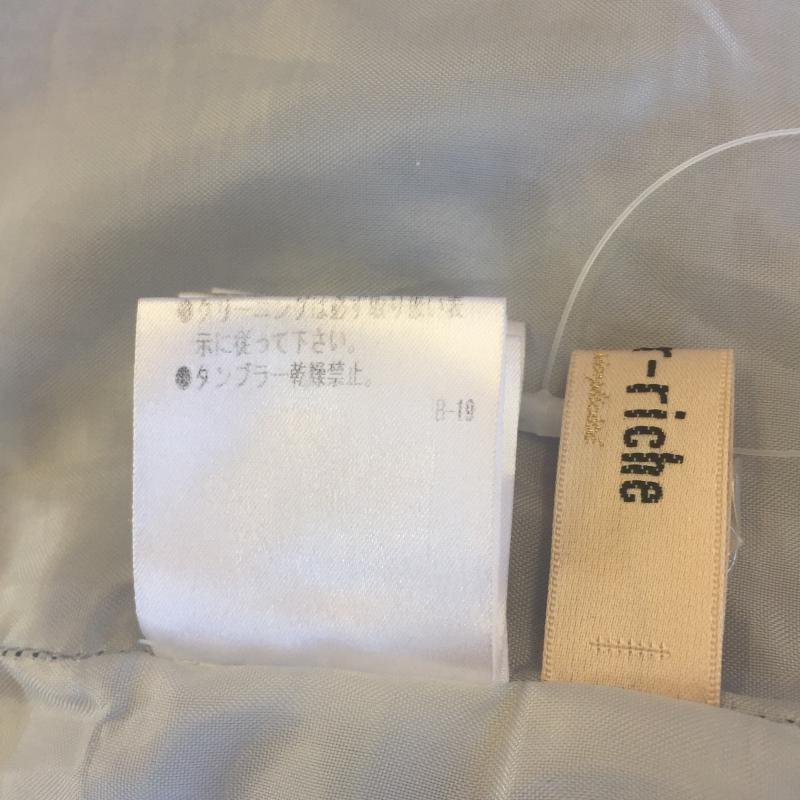 ●クリーニングは必ず取り扱い表
示に従って下さい。
●タンブラー乾燥禁止。
B-19
r-riche